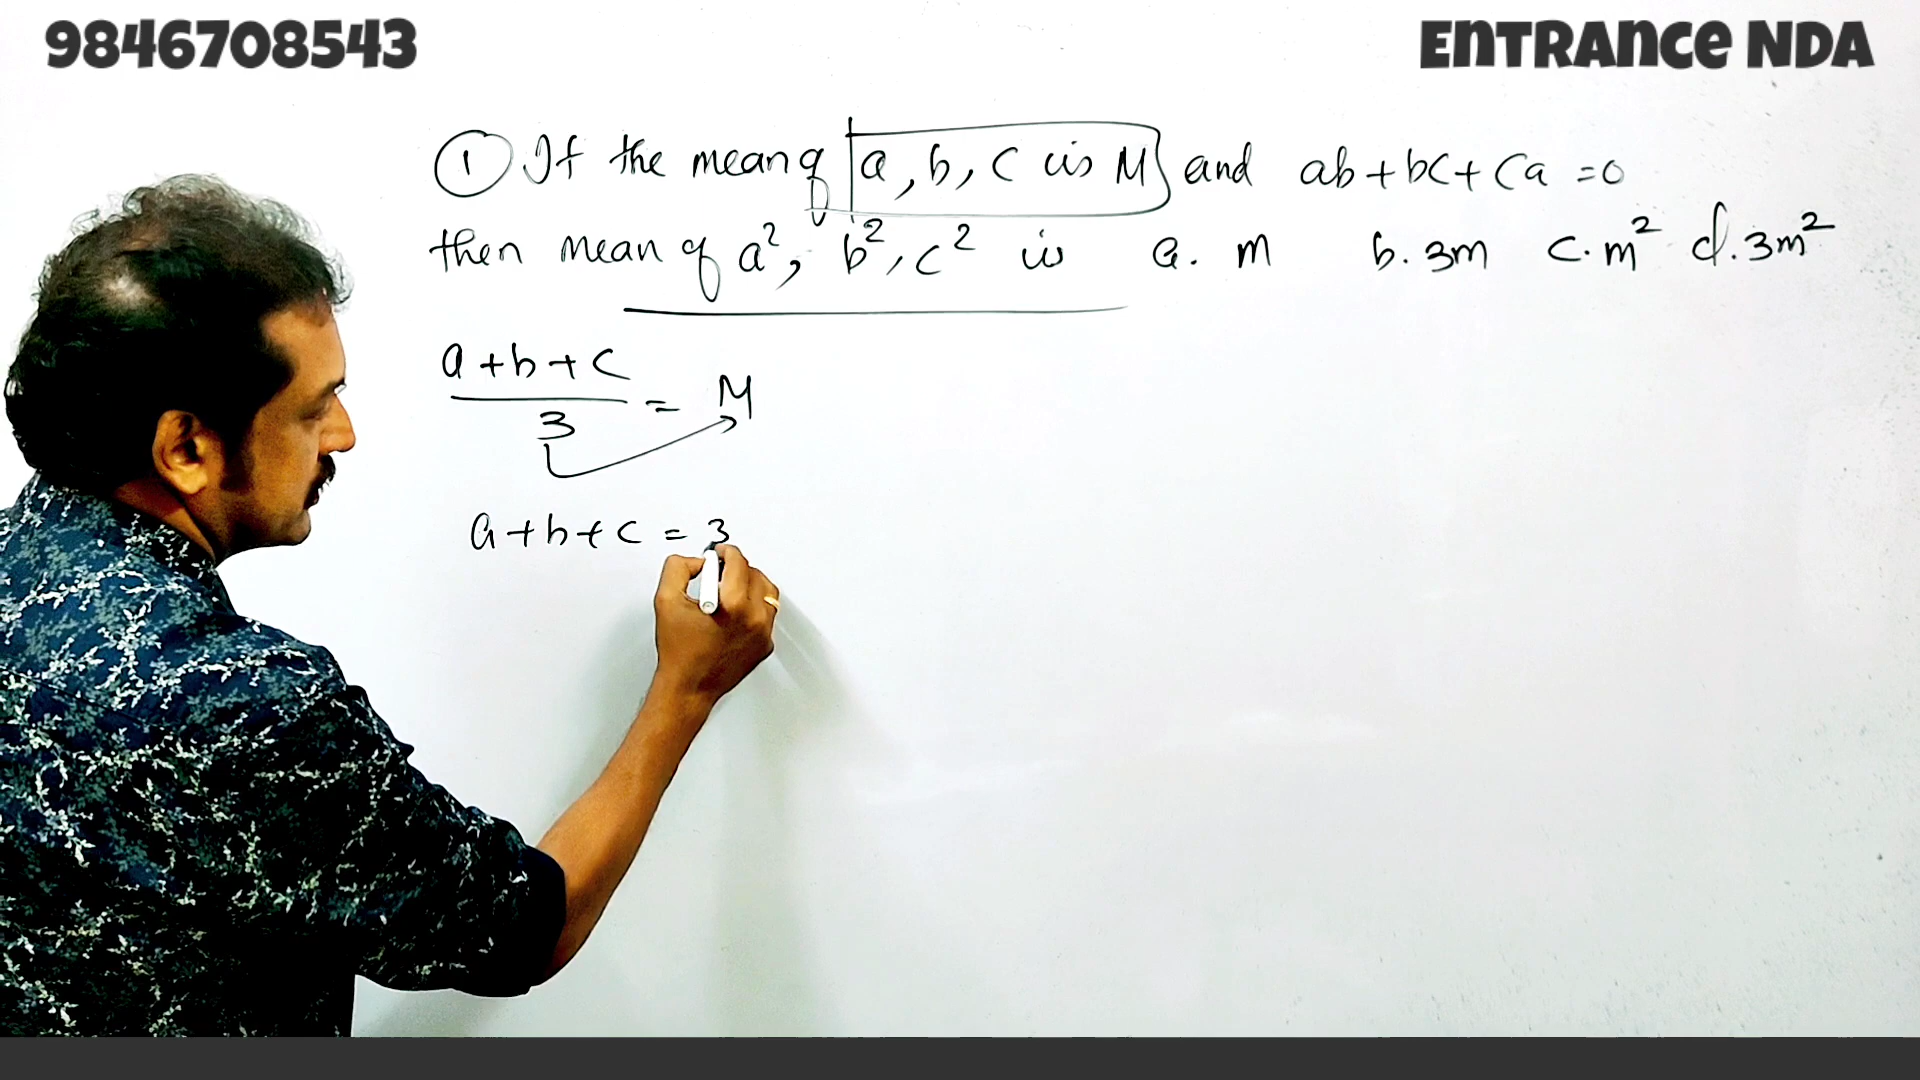 9846708543
ENTRANCE NDA
① If the mean of a, b, c is M and ab+bc+ca =0
then mean of a², b², c² is a. m b. 3m c. m² d. 3m²
a+b+c
3
= M
a+b+c = 3